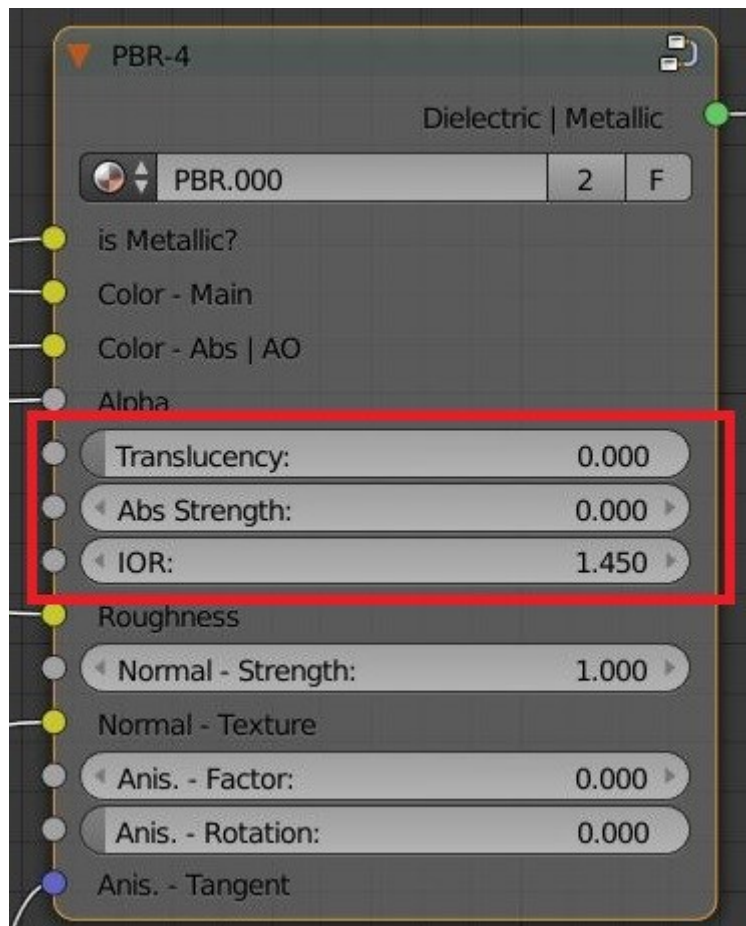 PBR-4
Dielectric | Metallic
PBR.000 2 F
is Metallic?
Color - Main
Color - Abs | AO
Alpha
Translucency: 0.000
Abs Strength: 0.000
IOR: 1.450
Roughness
Normal - Strength: 1.000
Normal - Texture
Anis. - Factor: 0.000
Anis. - Rotation: 0.000
Anis. - Tangent